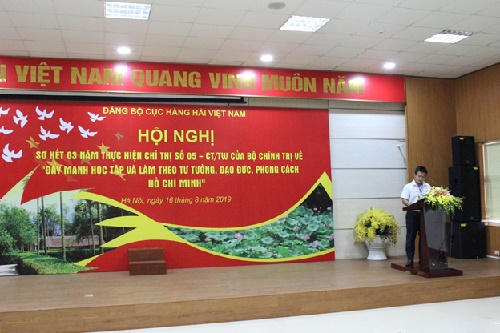 VIỆT NAM QUANG VINH MUÔN NĂM
ĐẢNG BỘ CỤC HÀNG HẢI VIỆT NAM
HỘI NGHỊ
SƠ KẾT 03 NĂM THỰC HIỆN CHỈ THỊ SỐ 05 - CT/TW CỦA BỘ CHÍNH TRỊ VỀ
"ĐẨY MẠNH HỌC TẬP VÀ LÀM THEO TƯ TƯỞNG, ĐẠO ĐỨC, PHONG CÁCH
HỒ CHÍ MINH"
Hà Nội, ngày 16 tháng 8 năm 2019